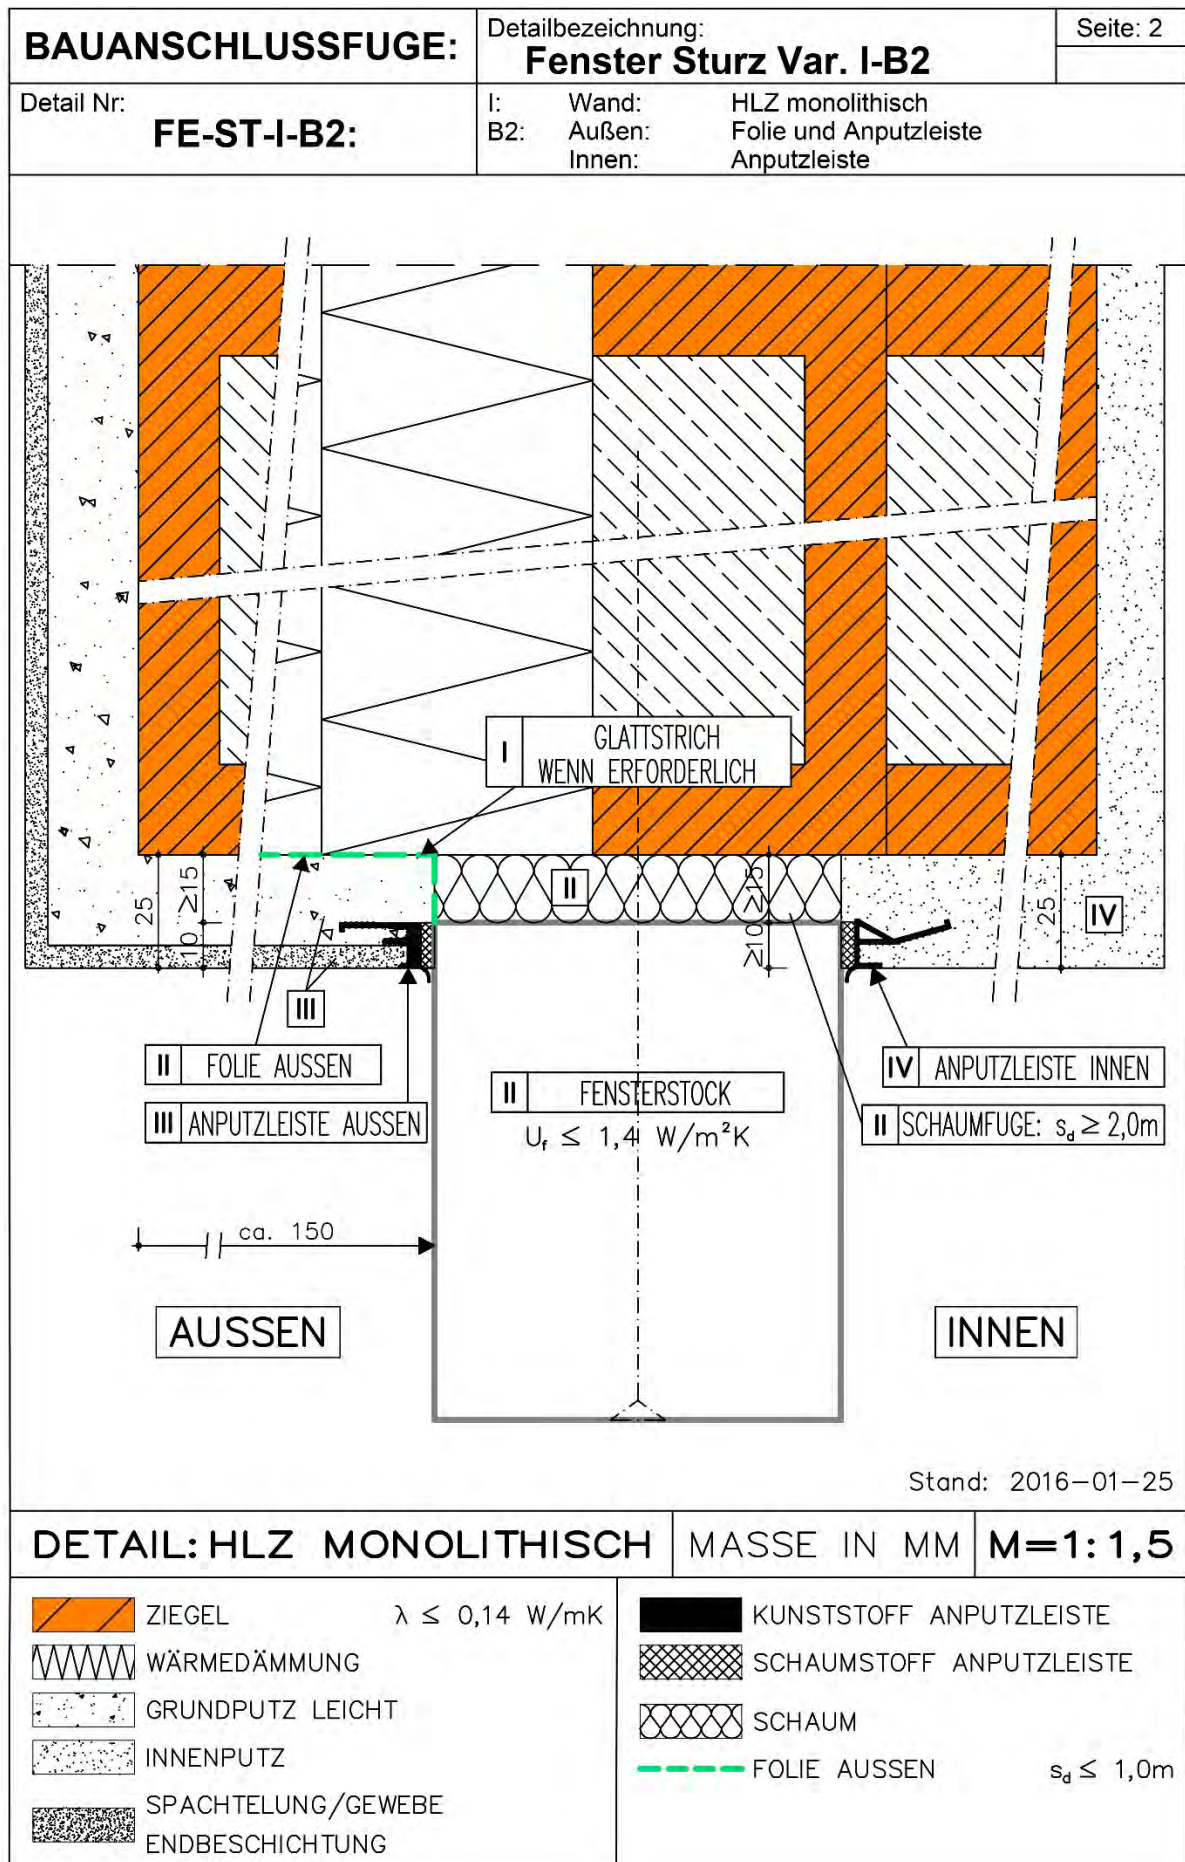 BAUANSCHLUSSFUGE:
Detailbezeichnung:
Fenster Sturz Var. I-B2
Seite: 2
Detail Nr:
FE-ST-I-B2:
I: Wand: HLZ monolithisch
B2: Außen: Folie und Anputzleiste
Innen: Anputzleiste
I GLATTSTRICH
WENN ERFORDERLICH
25
≥15
10
II
≥15
≥10
25
IV
III
II FOLIE AUSSEN
III ANPUTZLEISTE AUSSEN
II FENSTERSTOCK
U_f ≤ 1,4 W/m²K
IV ANPUTZLEISTE INNEN
II SCHAUMFUGE: s_d ≥ 2,0m
ca. 150
AUSSEN
INNEN
Stand: 2016-01-25
DETAIL: HLZ MONOLITHISCH
MASSE IN MM
M=1:1,5
ZIEGEL λ ≤ 0,14 W/mK
WÄRMEDÄMMUNG
GRUNDPUTZ LEICHT
INNENPUTZ
SPACHTELUNG/GEWEBE
ENDBESCHICHTUNG
KUNSTSTOFF ANPUTZLEISTE
SCHAUMSTOFF ANPUTZLEISTE
SCHAUM
FOLIE AUSSEN s_d ≤ 1,0m